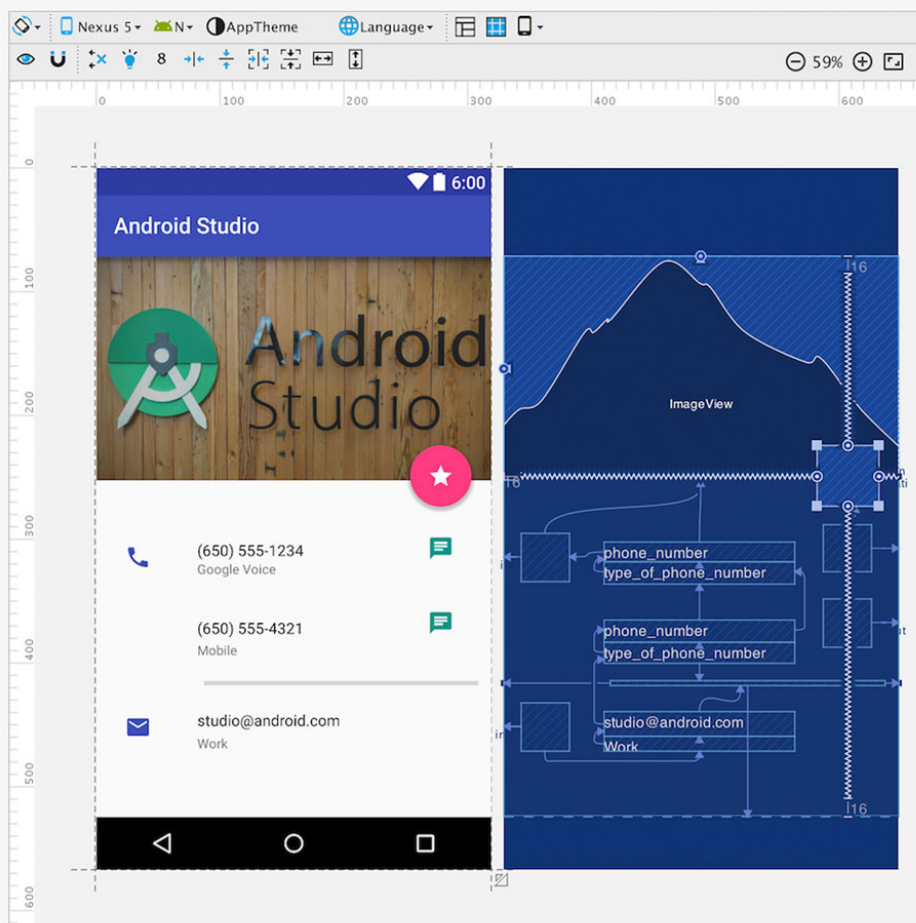 Nexus 5 N AppTheme Language
8 59%
0 100 200 300 400 500 600
0
100
200
300
400
500
600
6:00
Android Studio
Android
Studio
(650) 555-1234
Google Voice
(650) 555-4321
Mobile
studio@android.com
Work
16
ImageView
16
phone_number
type_of_phone_number
phone_number
type_of_phone_number
studio@android.com
Work
16